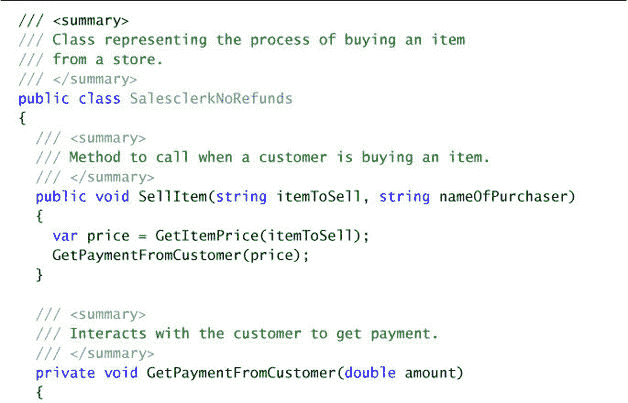 /// <summary>
/// Class representing the process of buying an item
/// from a store.
/// </summary>
public class SalesclerkNoRefunds
{
/// <summary>
/// Method to call when a customer is buying an item.
/// </summary>
public void SellItem(string itemToSell, string nameOfPurchaser)
{
var price = GetItemPrice(itemToSell);
GetPaymentFromCustomer(price);
}
/// <summary>
/// Interacts with the customer to get payment.
/// </summary>
private void GetPaymentFromCustomer(double amount)
{